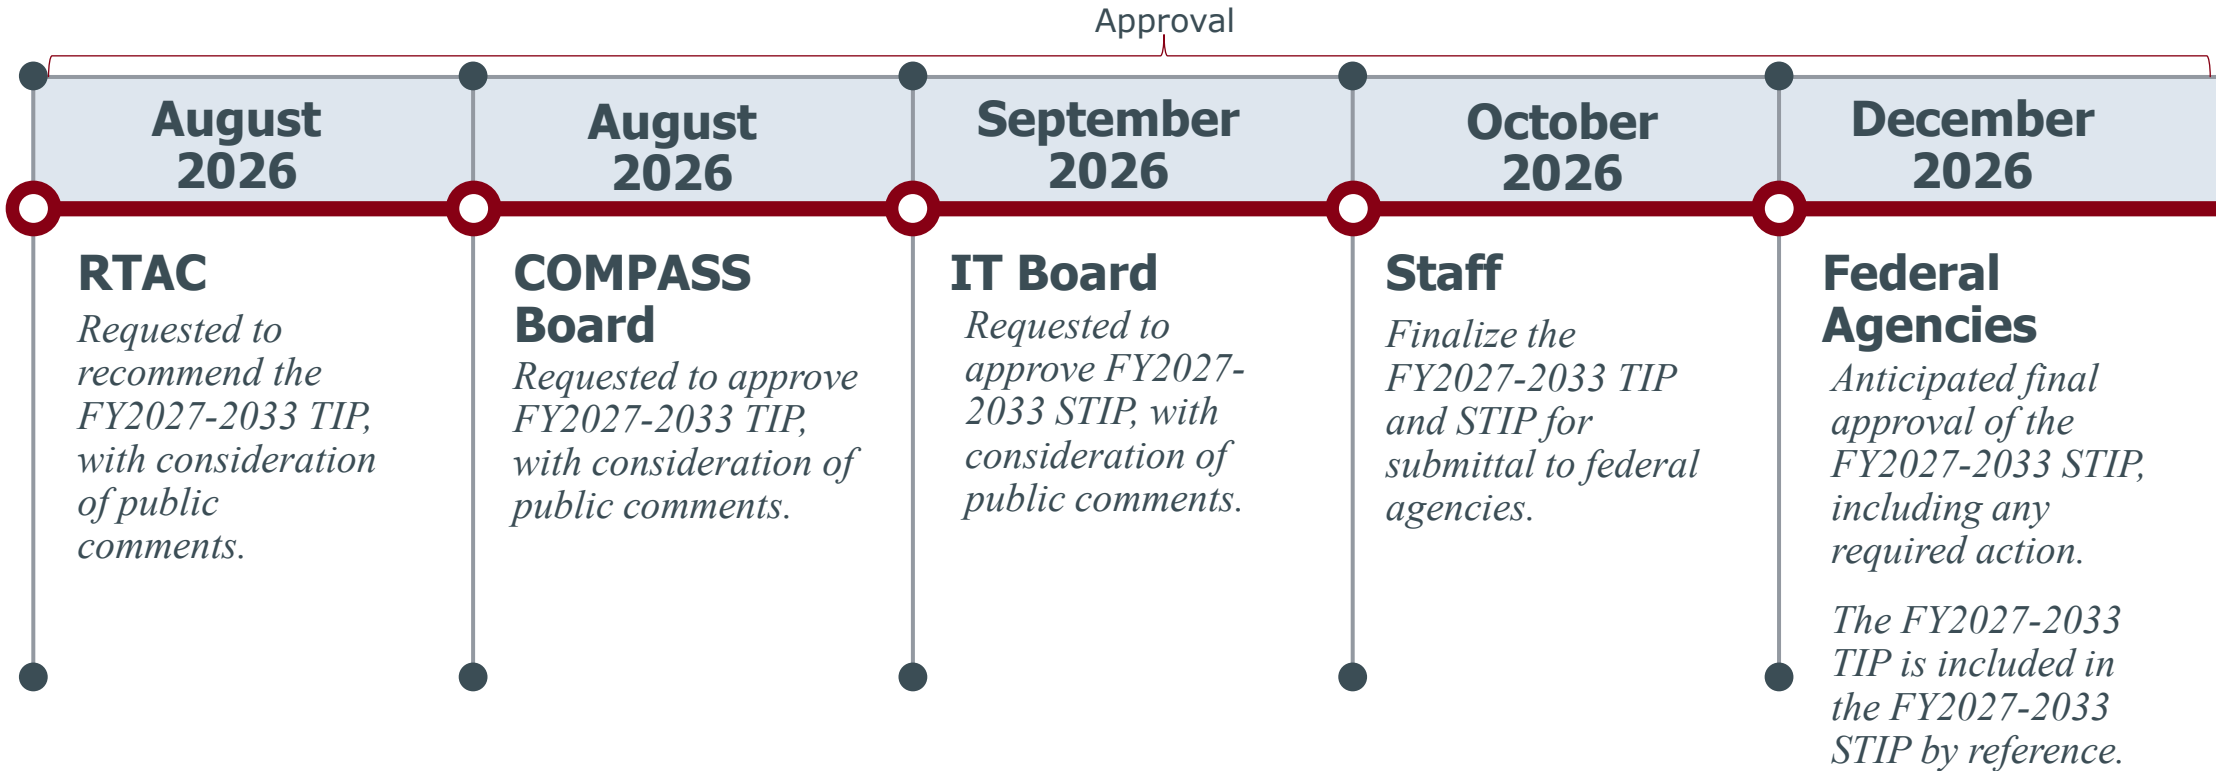 Approval
August
2026
RTAC
Requested to
recommend the
FY2027-2033 TIP,
with consideration
of public
comments.
August
2026
COMPASS
Board
Requested to approve
FY2027-2033 TIP,
with consideration of
public comments.
September
2026
IT Board
Requested to
approve FY2027-
2033 STIP, with
consideration of
public comments.
October
2026
Staff
Finalize the
FY2027-2033 TIP
and STIP for
submittal to federal
agencies.
December
2026
Federal
Agencies
Anticipated final
approval of the
FY2027-2033 STIP,
including any
required action.
The FY2027-2033
TIP is included in
the FY2027-2033
STIP by reference.